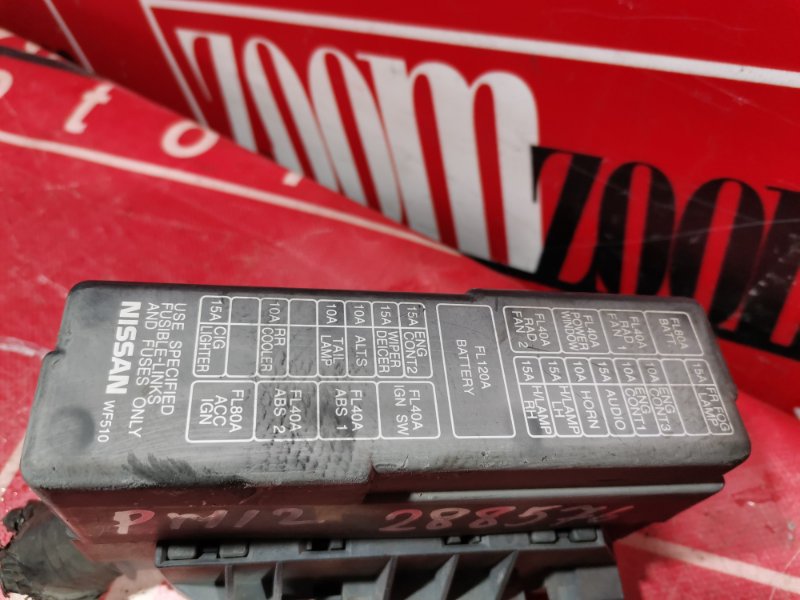 zoom
zoom
oto
USE SPECIFIED
FUSIBLE-LINKS
AND FUSES ONLY
NISSAN WF510
15A CIG
LIGHTER
10A RR
COOLER
10A TAIL
LAMP
10A ALT.S
15A WIPER
DEICER
15A ENG
CONT2
FL80A
ACC
IGN
FL40A
ABS 2
FL40A
ABS 1
FL40A
IGN SW
FL120A
BATTERY
FL40A
RAD
FAN 2
FL40A
POWER
WINDOW
FL40A
RAD
FAN 1
FL80A
BATT
15A H/LAMP
RH
15A H/LAMP
LH
10A HORN
15A AUDIO
10A ENG
CONT1
10A ENG
CONT3
15A FR FOG
LAMP
PM12 288574